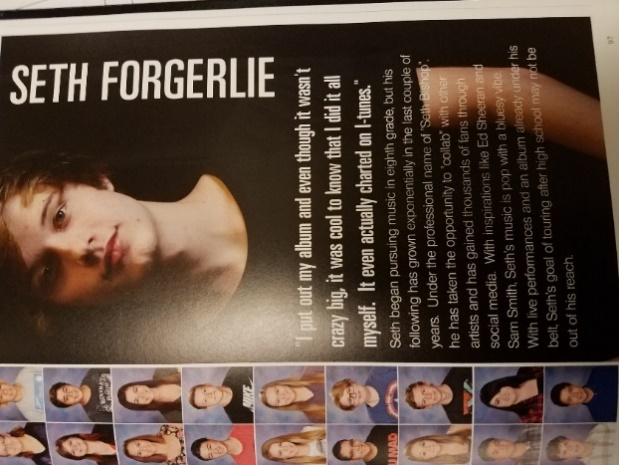 SETH FORGERLIE
"I put out my album and even though it wasn't
crazy big, it was cool to know that I did it all
myself. It even actually charted on I-tunes."
Seth began pursuing music in eighth grade, but his
following has grown exponentially in the last couple of
years. Under the professional name of "Seth Bishop",
he has taken the opportunity to "collab" with other
artists and has gained thousands of fans through
social media. With inspirations like Ed Sheeran and
Sam Smith, Seth's music is pop with a bluesy vibe.
With live performances and an album already under his
belt, Seth's goal of touring after high school may not be
out of his reach.
97
NIKE